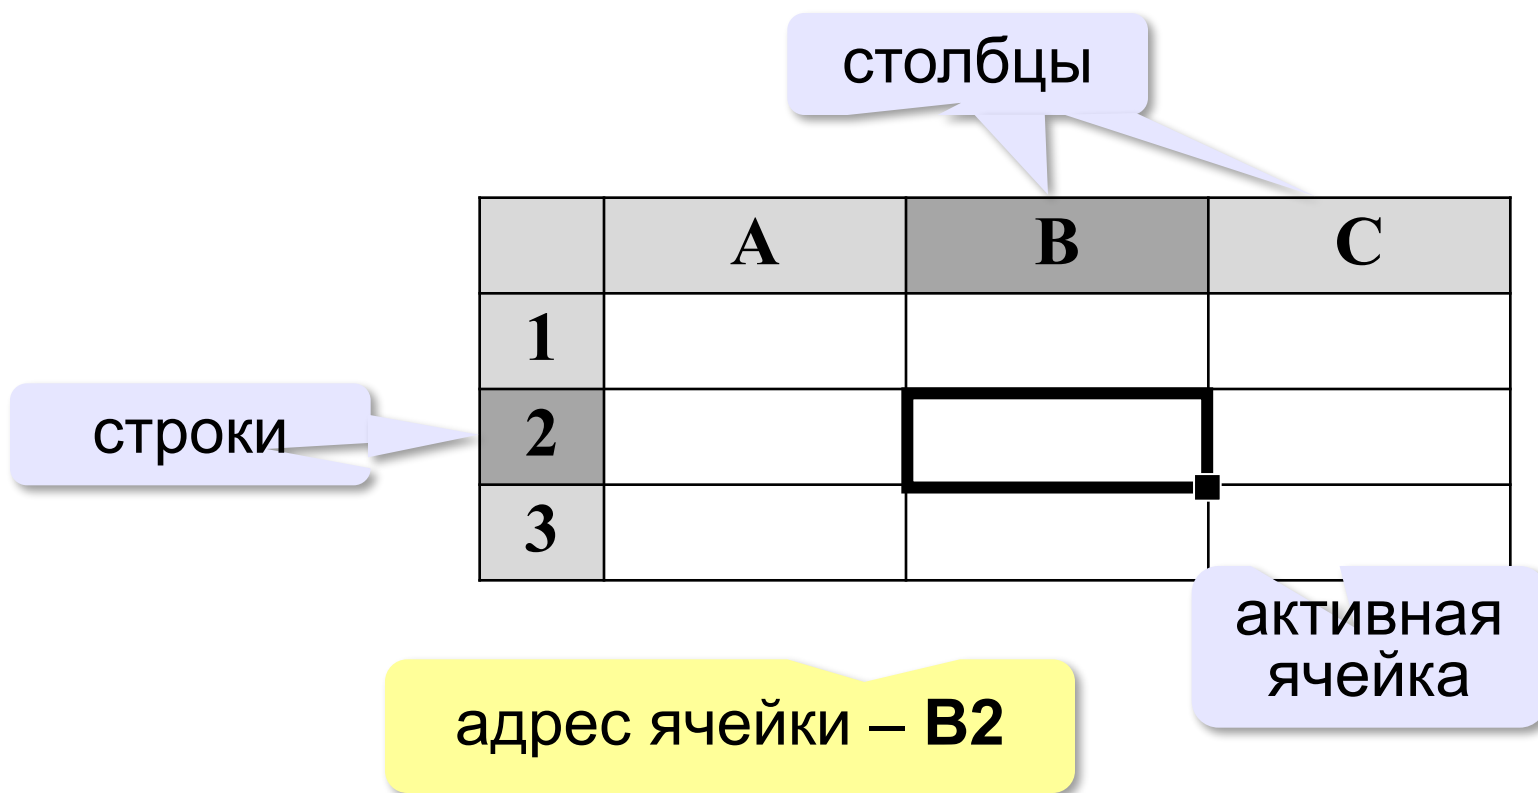 столбцы
A B C
1
строки
2
3
активная
ячейка
адрес ячейки – B2